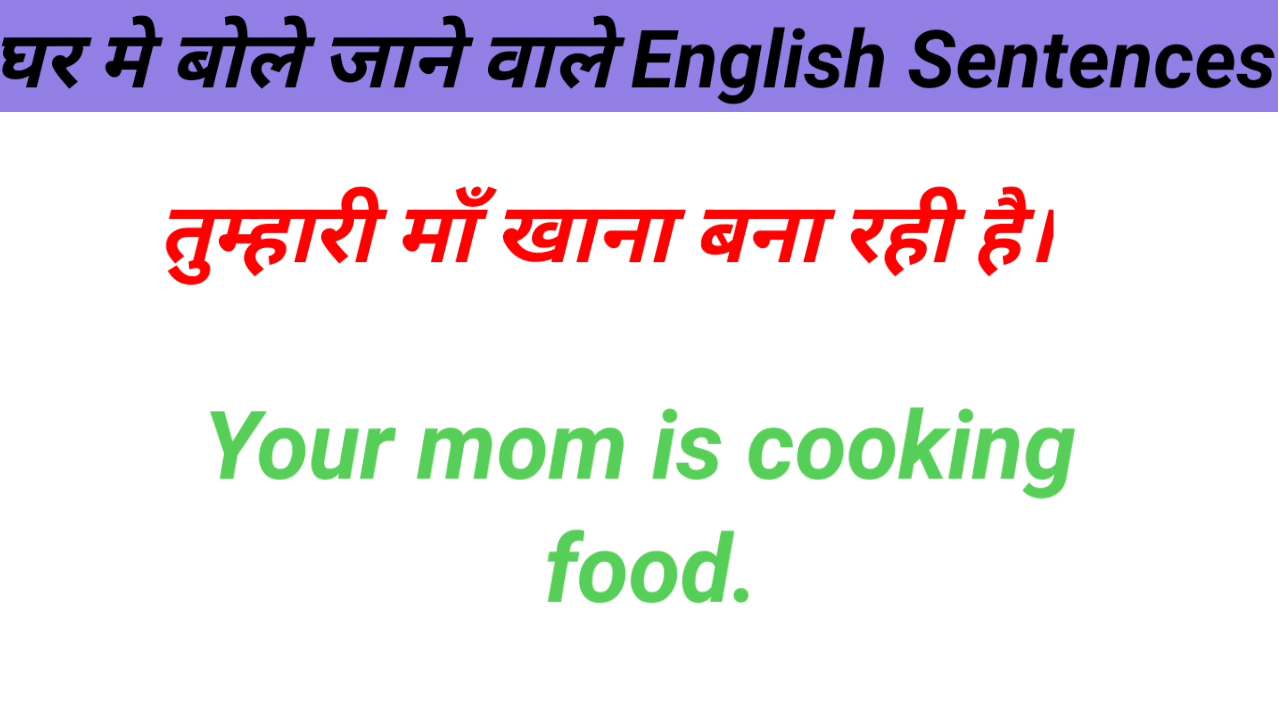 घर मे बोले जाने वाले English Sentences
तुम्हारी माँ खाना बना रही है।
Your mom is cooking
food.